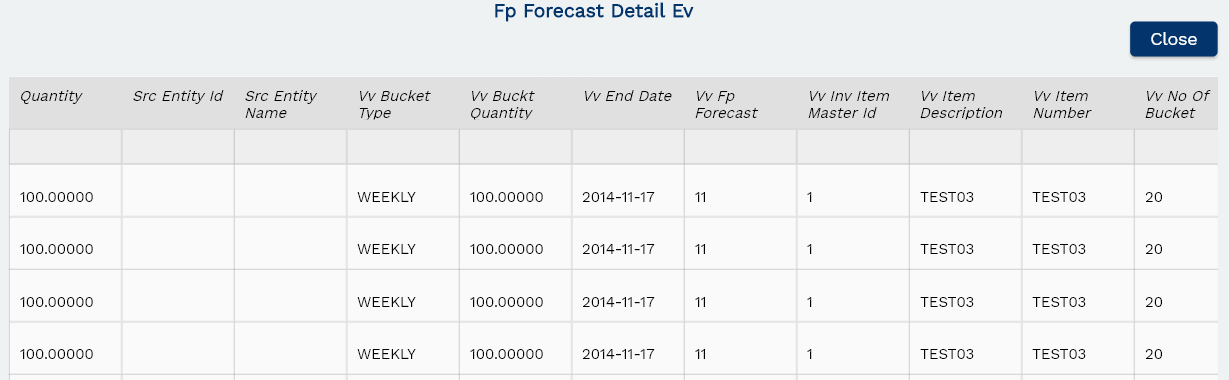 Fp Forecast Detail Ev
Close
Quantity Src Entity Id Src Entity Name Vv Bucket Type Vv Buckt Quantity Vv End Date Vv Fp Forecast Vv Inv Item Master Id Vv Item Description Vv Item Number Vv No Of Bucket
100.00000 WEEKLY 100.00000 2014-11-17 11 1 TEST03 TEST03 20
100.00000 WEEKLY 100.00000 2014-11-17 11 1 TEST03 TEST03 20
100.00000 WEEKLY 100.00000 2014-11-17 11 1 TEST03 TEST03 20
100.00000 WEEKLY 100.00000 2014-11-17 11 1 TEST03 TEST03 20